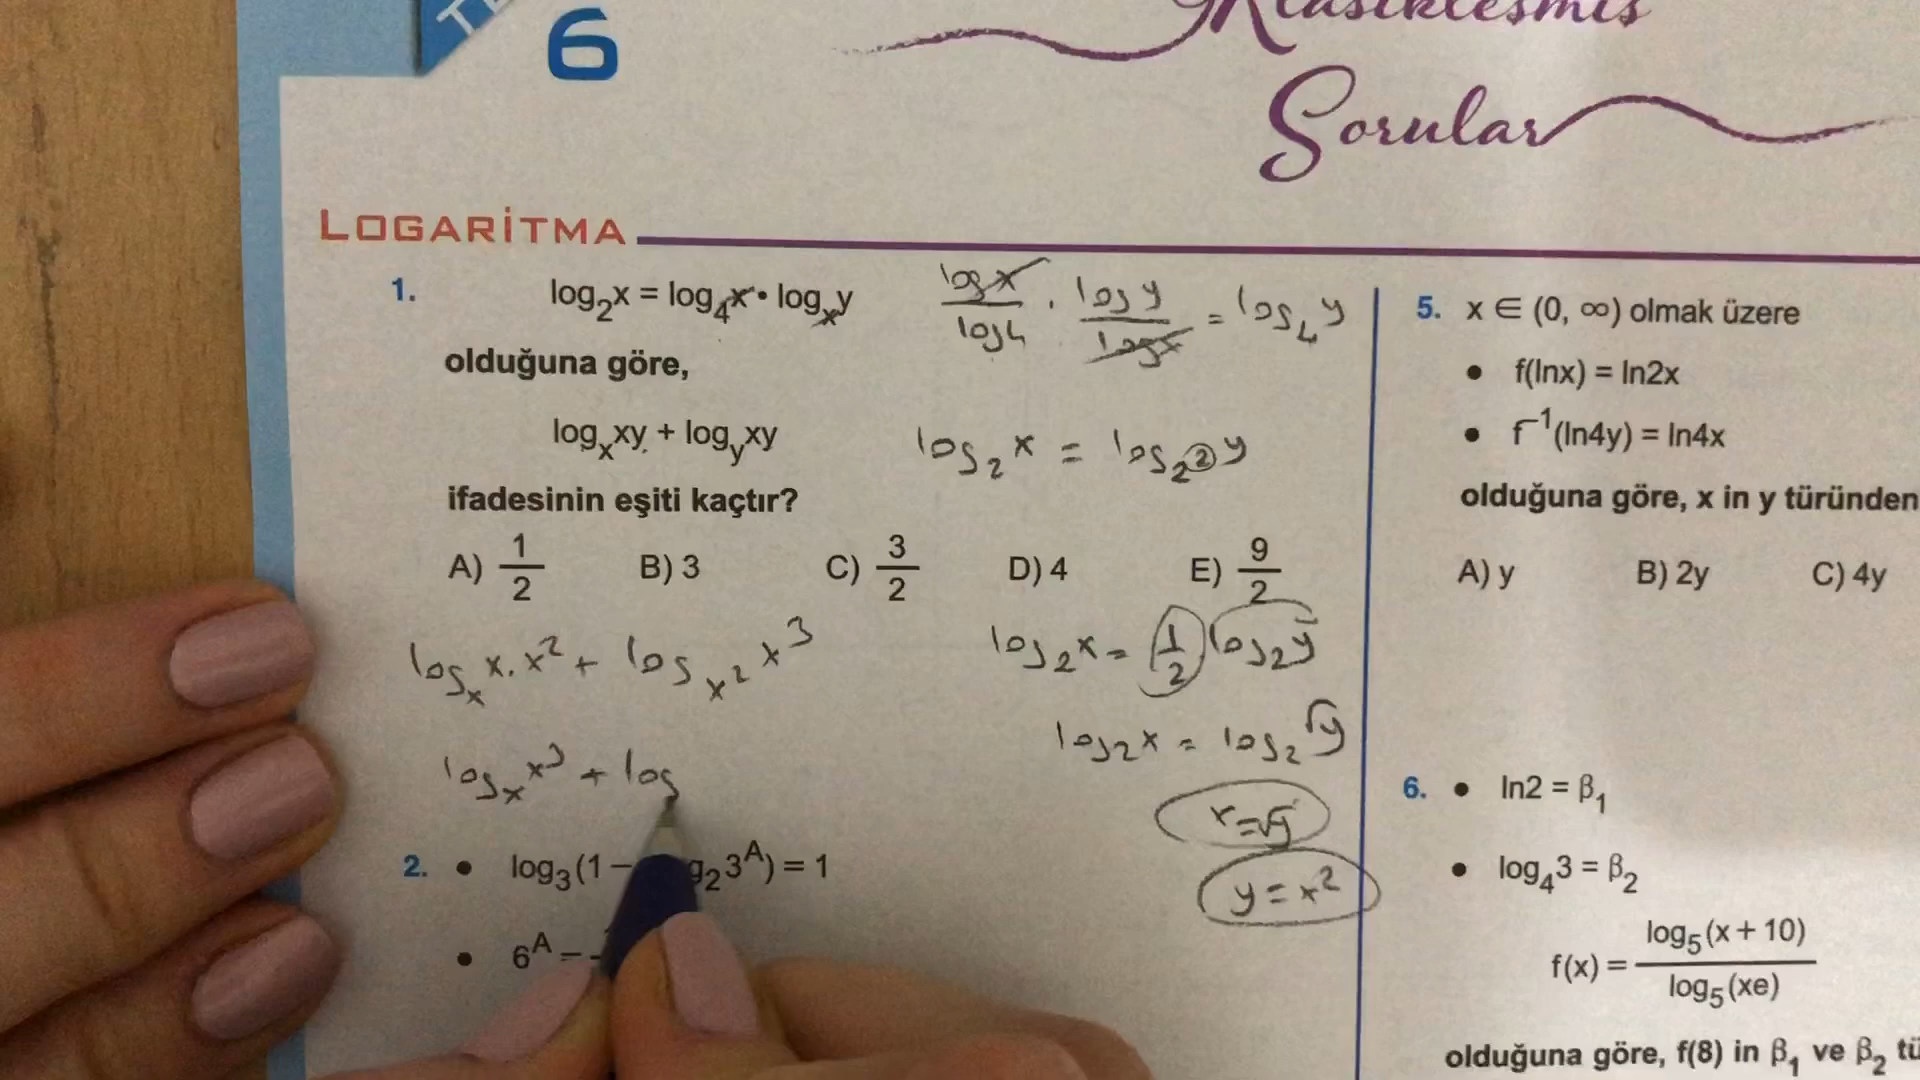 6
Klasikleşmiş
Sorular
LOGARİTMA
1. log₂x = log₄x • logₓy
olduğuna göre,
logₓxy + log_y xy
ifadesinin eşiti kaçtır?
A) 1/2 B) 3 C) 3/2 D) 4 E) 9/2
logx/log4 · logy/logx = log₄y
log₂x = log₂²y
log₂x = 1/2 log₂y
log₂x = log₂√y
x=√y
y = x²
logₓx.x² + log_x² x³
logₓx³ + log
2. • log₃(1 – g₂3^A) = 1
• 6^A –
5. x ∈ (0, ∞) olmak üzere
• f(lnx) = ln2x
• f⁻¹(ln4y) = ln4x
olduğuna göre, x in y türünden
A) y B) 2y C) 4y
6. • ln2 = β₁
• log₄3 = β₂
f(x) = log₅(x + 10)/log₅(xe)
olduğuna göre, f(8) in β₁ ve β₂ tü